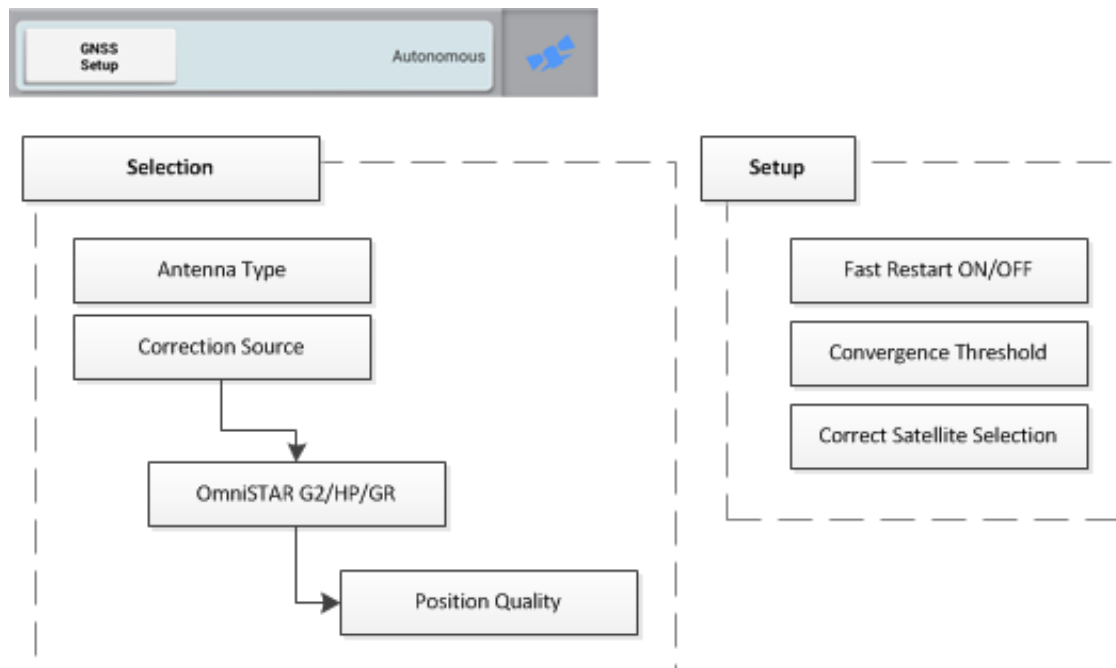 GNSS
Setup
Autonomous
Selection
Antenna Type
Correction Source
OmniSTAR G2/HP/GR
Position Quality
Setup
Fast Restart ON/OFF
Convergence Threshold
Correct Satellite Selection